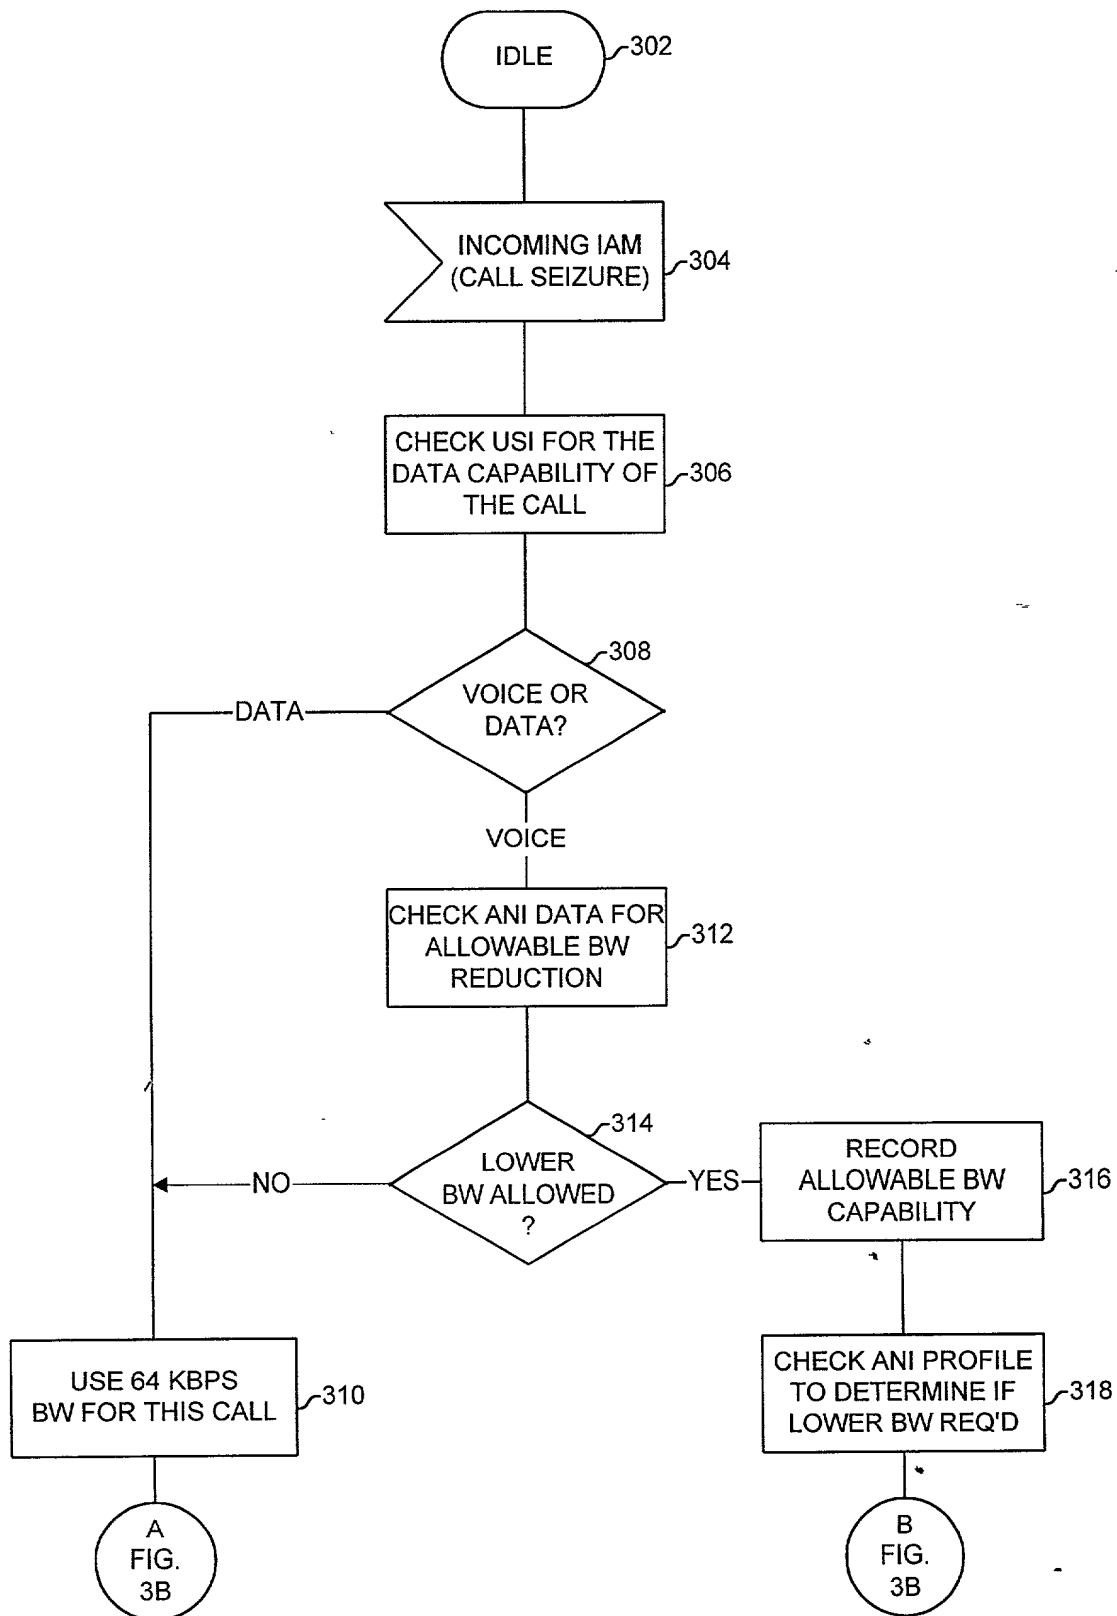 IDLE
302
INCOMING IAM
(CALL SEIZURE)
304
CHECK USI FOR THE
DATA CAPABILITY OF
THE CALL
306
308
VOICE OR
DATA?
DATA
VOICE
CHECK ANI DATA FOR
ALLOWABLE BW
REDUCTION
312
314
LOWER
BW ALLOWED
?
NO
YES
RECORD
ALLOWABLE BW
CAPABILITY
316
USE 64 KBPS
BW FOR THIS CALL
310
CHECK ANI PROFILE
TO DETERMINE IF
LOWER BW REQ'D
318
A
FIG.
3B
B
FIG.
3B